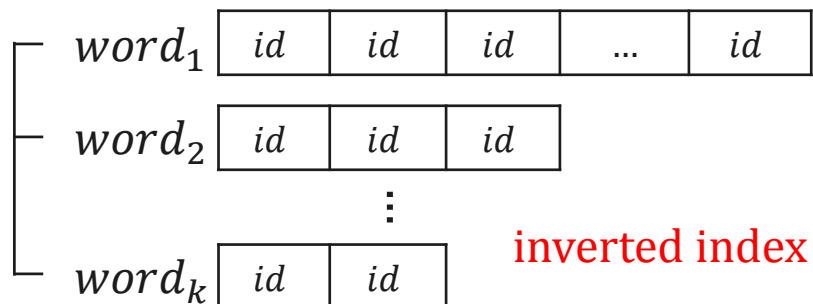 word₁ id id id ... id
word₂ id id id
⋮
inverted index
wordₖ id id